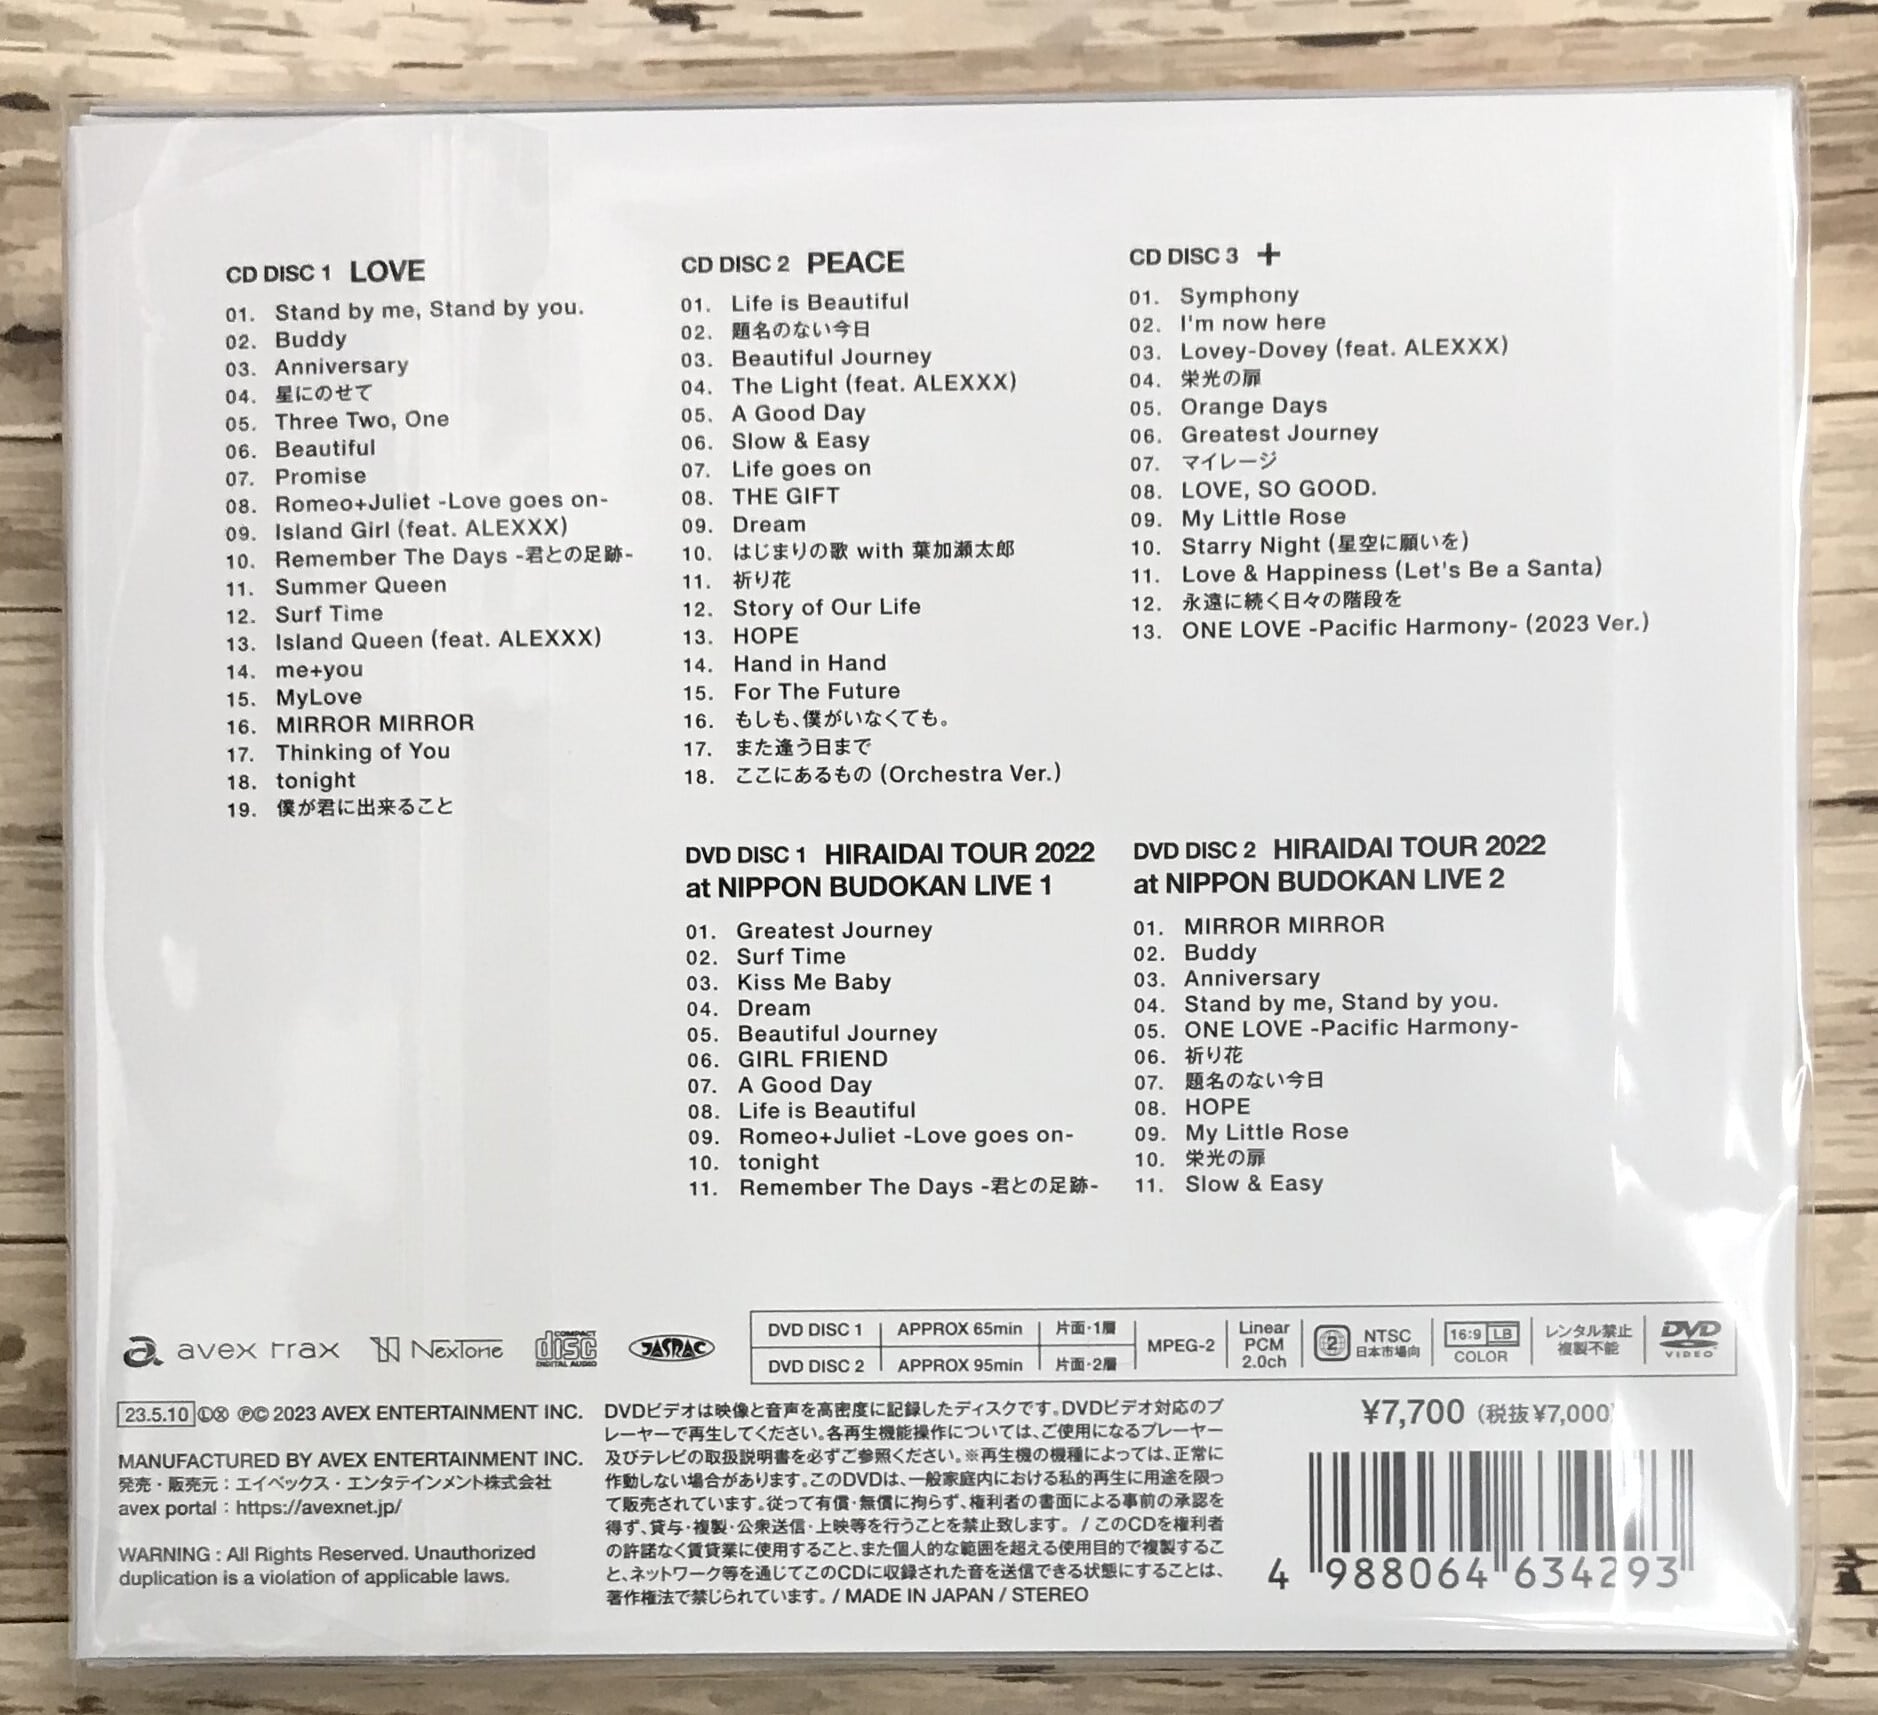 CD DISC 1 LOVE
01. Stand by me, Stand by you.
02. Buddy
03. Anniversary
04. 星にのせて
05. Three Two, One
06. Beautiful
07. Promise
08. Romeo+Juliet -Love goes on-
09. Island Girl (feat. ALEXXX)
10. Remember The Days -君との足跡-
11. Summer Queen
12. Surf Time
13. Island Queen (feat. ALEXXX)
14. me+you
15. MyLove
16. MIRROR MIRROR
17. Thinking of You
18. tonight
19. 僕が君に出来ること
CD DISC 2 PEACE
01. Life is Beautiful
02. 題名のない今日
03. Beautiful Journey
04. The Light (feat. ALEXXX)
05. A Good Day
06. Slow & Easy
07. Life goes on
08. THE GIFT
09. Dream
10. はじまりの歌 with 葉加瀬太郎
11. 祈り花
12. Story of Our Life
13. HOPE
14. Hand in Hand
15. For The Future
16. もしも、僕がいなくても。
17. また逢う日まで
18. ここにあるもの (Orchestra Ver.)
CD DISC 3 +
01. Symphony
02. I'm now here
03. Lovey-Dovey (feat. ALEXXX)
04. 栄光の扉
05. Orange Days
06. Greatest Journey
07. マイレージ
08. LOVE, SO GOOD.
09. My Little Rose
10. Starry Night (星空に願いを)
11. Love & Happiness (Let's Be a Santa)
12. 永遠に続く日々の階段を
13. ONE LOVE -Pacific Harmony- (2023 Ver.)
DVD DISC 1 HIRAIDAI TOUR 2022
at NIPPON BUDOKAN LIVE 1
01. Greatest Journey
02. Surf Time
03. Kiss Me Baby
04. Dream
05. Beautiful Journey
06. GIRL FRIEND
07. A Good Day
08. Life is Beautiful
09. Romeo+Juliet -Love goes on-
10. tonight
11. Remember The Days -君との足跡-
DVD DISC 2 HIRAIDAI TOUR 2022
at NIPPON BUDOKAN LIVE 2
01. MIRROR MIRROR
02. Buddy
03. Anniversary
04. Stand by me, Stand by you.
05. ONE LOVE -Pacific Harmony-
06. 祈り花
07. 題名のない今日
08. HOPE
09. My Little Rose
10. 栄光の扉
11. Slow & Easy
a. avex trax
NexTone
COMPACT disc DIGITAL AUDIO
JASRAC
DVD DISC 1 APPROX 65min 片面・1層
DVD DISC 2 APPROX 95min 片面・2層
MPEG-2
Linear
PCM
2.0ch
2
NTSC
日本市場向
16:9 LB
COLOR
レンタル禁止
複製不能
DVD
VIDEO
23.5.10 Ⓛⓧ ℗© 2023 AVEX ENTERTAINMENT INC.
MANUFACTURED BY AVEX ENTERTAINMENT INC.
発売・販売元：エイベックス・エンタテインメント株式会社
avex portal：https://avexnet.jp/
WARNING : All Rights Reserved. Unauthorized
duplication is a violation of applicable laws.
DVDビデオは映像と音声を高密度に記録したディスクです。DVDビデオ対応のプ
レーヤーで再生してください。各再生機能操作については、ご使用になるプレーヤー
及びテレビの取扱説明書を必ずご参照ください。※再生機の機種によっては、正常に
作動しない場合があります。このDVDは、一般家庭内における私的再生に用途を限っ
て販売されています。従って有償・無償に拘らず、権利者の書面による事前の承認を
得ず、貸与・複製・公衆送信・上映等を行うことを禁止致します。 / このCDを権利者
の許諾なく賃貸業に使用すること、また個人的な範囲を超える使用目的で複製するこ
と、ネットワーク等を通じてこのCDに収録された音を送信できる状態にすることは、
著作権法で禁じられています。 / MADE IN JAPAN / STEREO
¥7,700 (税抜¥7,000)
4 988064 634293